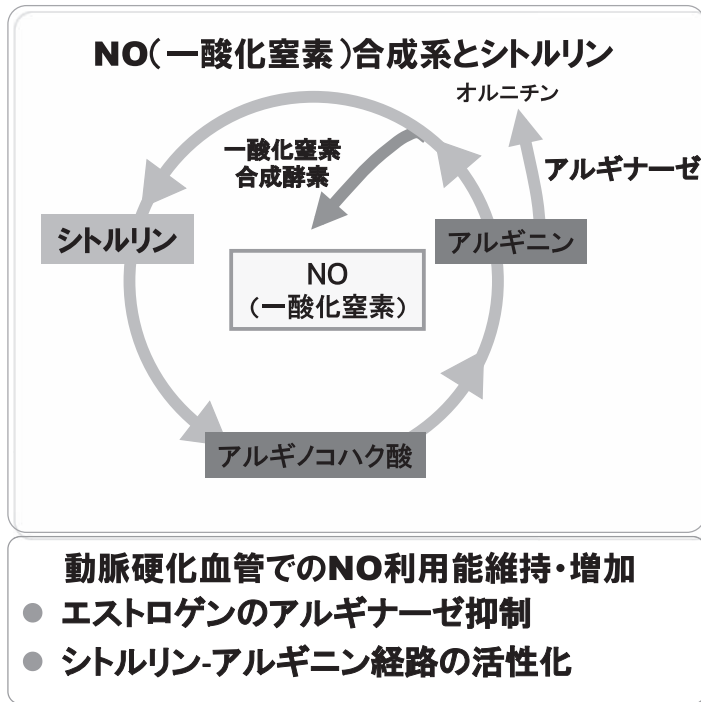 NO(一酸化窒素)合成系とシトルリン
オルニチン
一酸化窒素
合成酵素
アルギナーゼ
シトルリン
アルギニン
NO
(一酸化窒素)
アルギノコハク酸
動脈硬化血管でのNO利用能維持・増加
● エストロゲンのアルギナーゼ抑制
● シトルリン-アルギニン経路の活性化